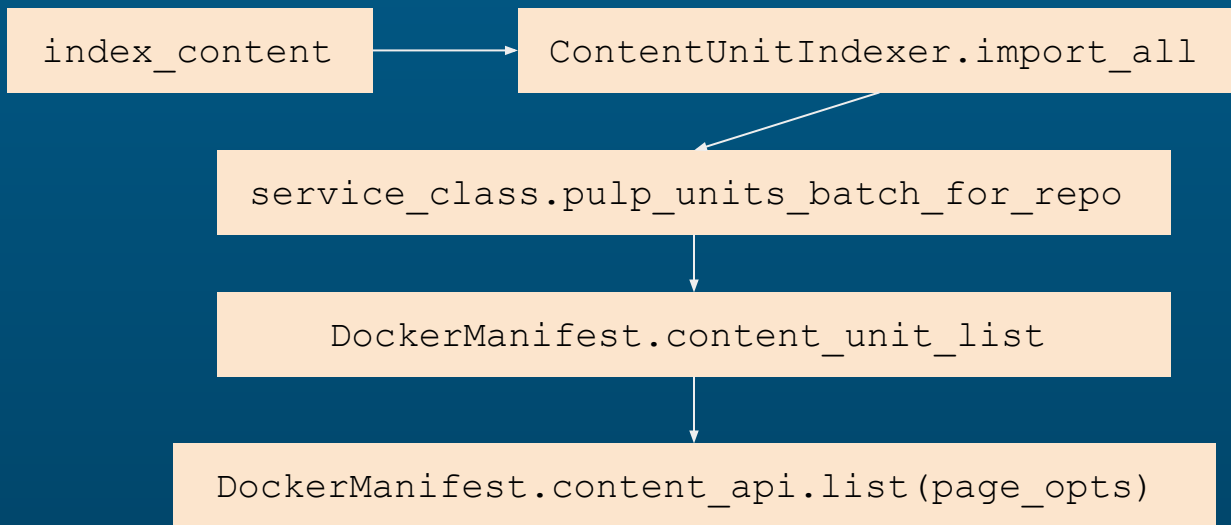 index_content
ContentUnitIndexer.import_all
service_class.pulp_units_batch_for_repo
DockerManifest.content_unit_list
DockerManifest.content_api.list(page_opts)